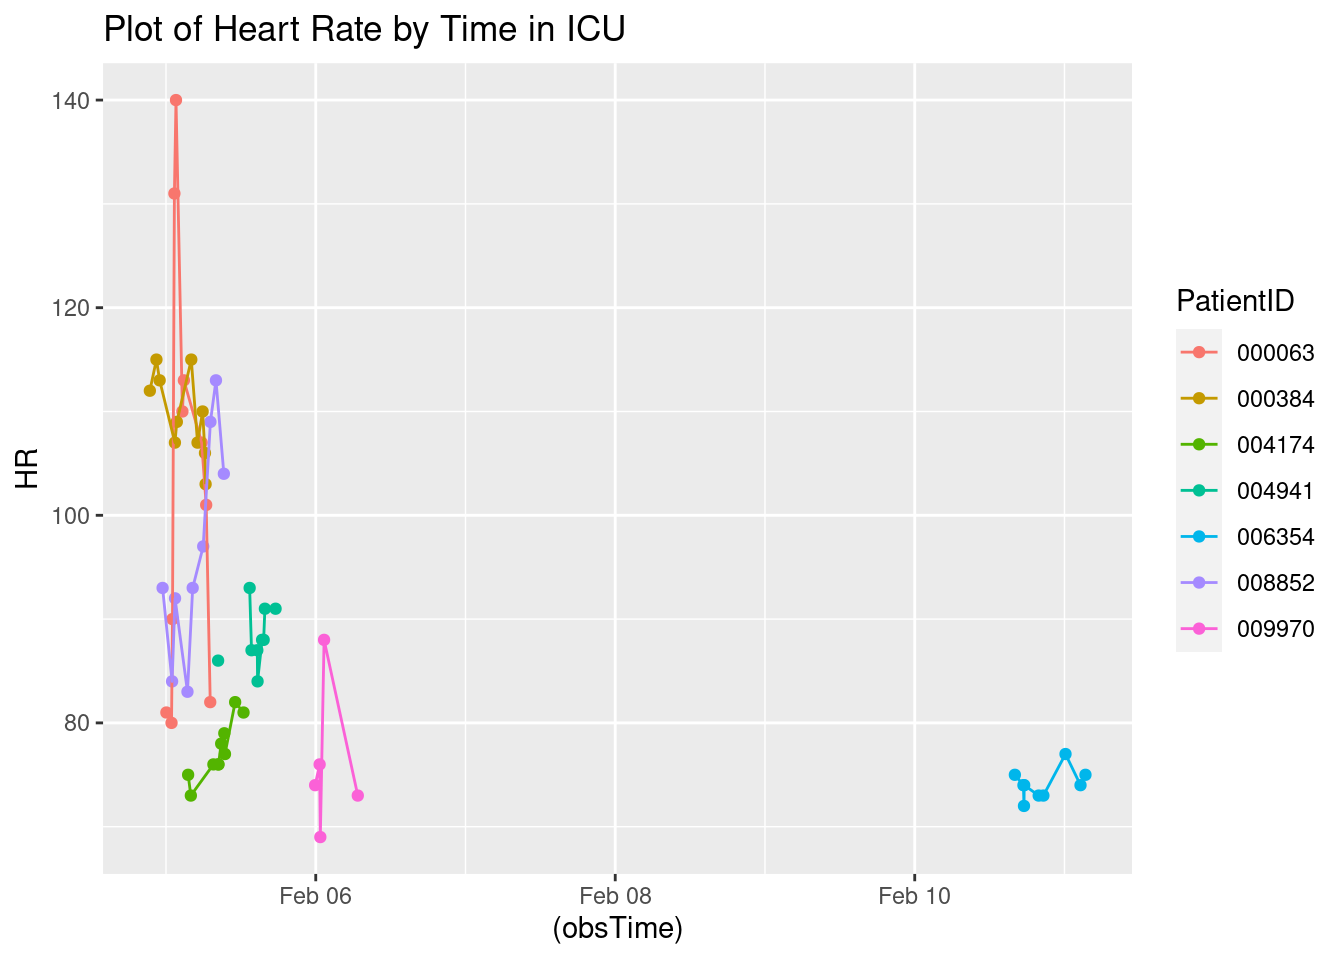 Plot of Heart Rate by Time in ICU
140
120
100
80
HR
Feb 06
Feb 08
Feb 10
(obsTime)
PatientID
000063
000384
004174
004941
006354
008852
009970